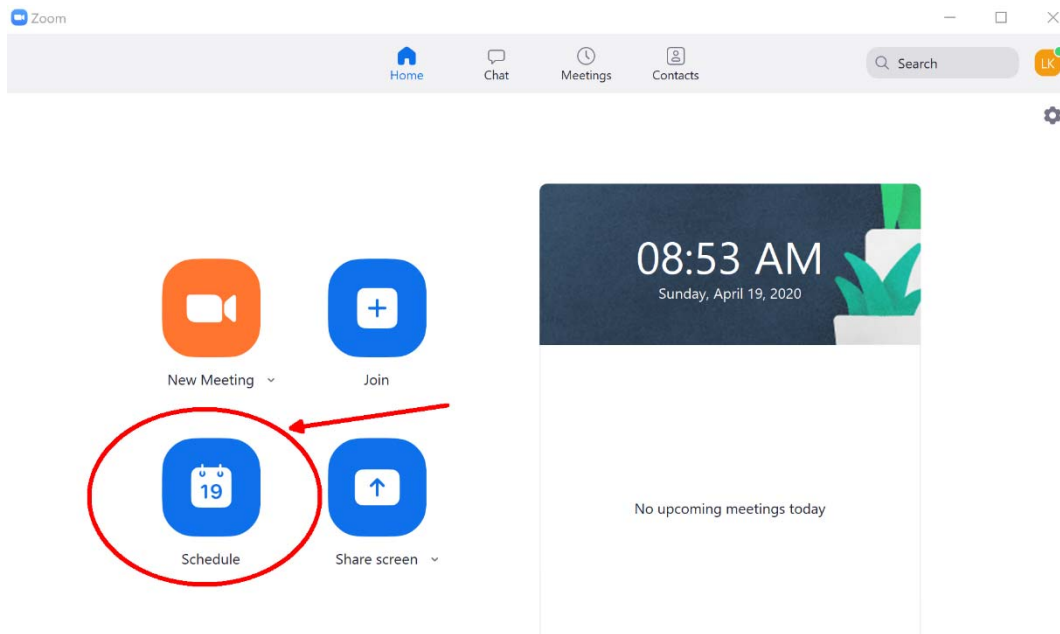 Zoom
Home
Chat
Meetings
Contacts
Search
LK
08:53 AM
Sunday, April 19, 2020
New Meeting
Join
19
Schedule
Share screen
No upcoming meetings today